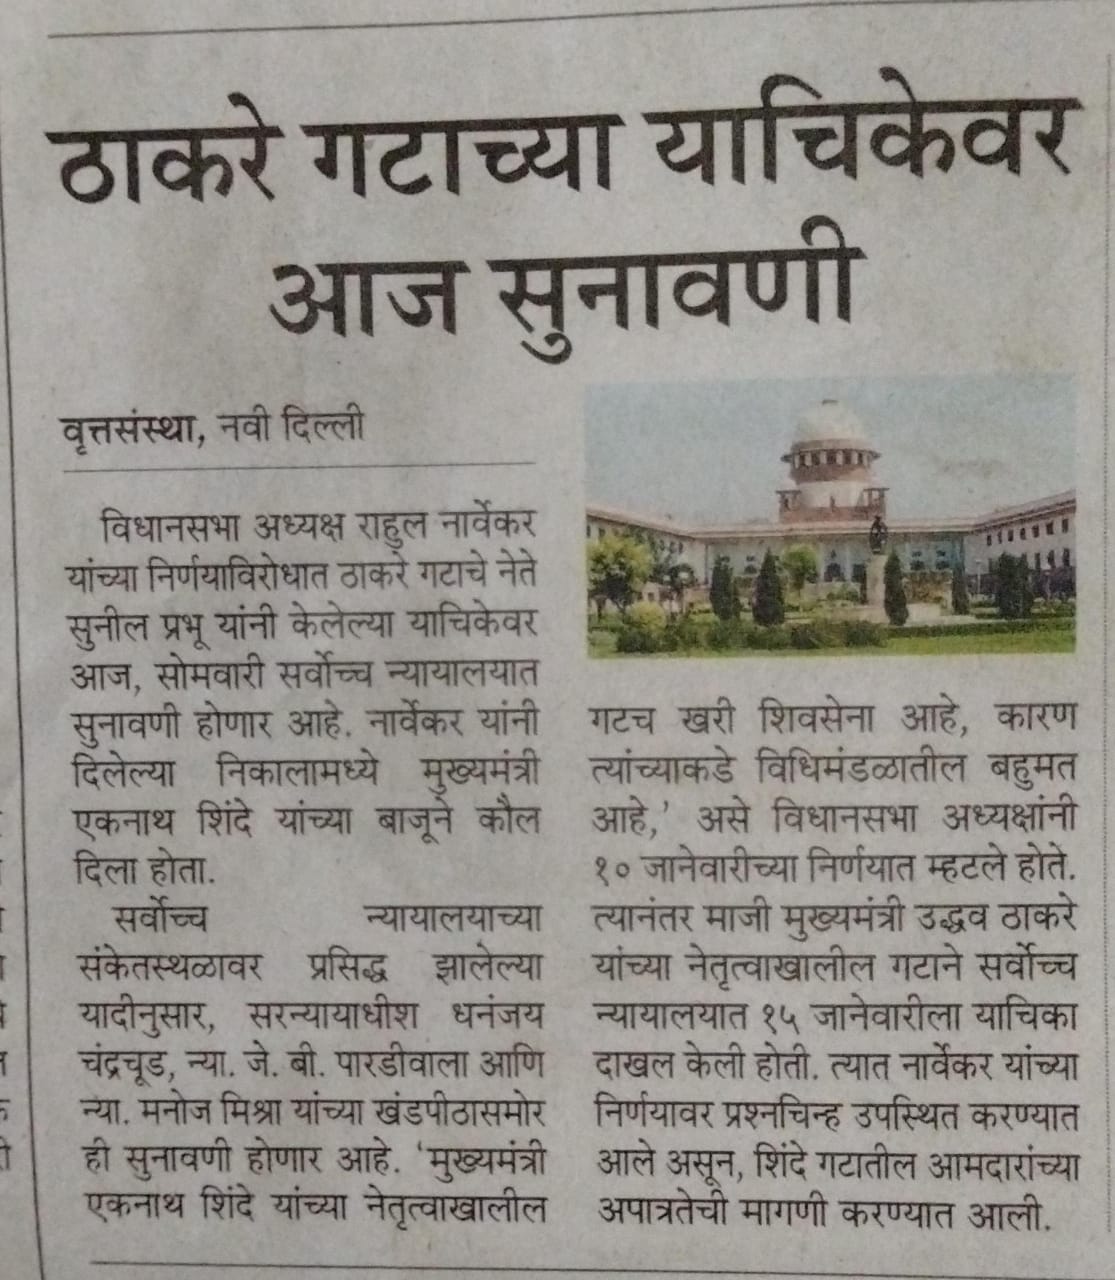 ठाकरे गटाच्या याचिकेवर
आज सुनावणी
वृत्तसंस्था, नवी दिल्ली
विधानसभा अध्यक्ष राहुल नार्वेकर
यांच्या निर्णयाविरोधात ठाकरे गटाचे नेते
सुनील प्रभू यांनी केलेल्या याचिकेवर
आज, सोमवारी सर्वोच्च न्यायालयात
सुनावणी होणार आहे. नार्वेकर यांनी
दिलेल्या निकालामध्ये मुख्यमंत्री
एकनाथ शिंदे यांच्या बाजूने कौल
दिला होता.
सर्वोच्च न्यायालयाच्या
संकेतस्थळावर प्रसिद्ध झालेल्या
यादीनुसार, सरन्यायाधीश धनंजय
चंद्रचूड, न्या. जे. बी. पारडीवाला आणि
न्या. मनोज मिश्रा यांच्या खंडपीठासमोर
ही सुनावणी होणार आहे. 'मुख्यमंत्री
एकनाथ शिंदे यांच्या नेतृत्वाखालील
गटच खरी शिवसेना आहे, कारण
त्यांच्याकडे विधिमंडळातील बहुमत
आहे,' असे विधानसभा अध्यक्षांनी
१० जानेवारीच्या निर्णयात म्हटले होते.
त्यानंतर माजी मुख्यमंत्री उद्धव ठाकरे
यांच्या नेतृत्वाखालील गटाने सर्वोच्च
न्यायालयात १५ जानेवारीला याचिका
दाखल केली होती. त्यात नार्वेकर यांच्या
निर्णयावर प्रश्नचिन्ह उपस्थित करण्यात
आले असून, शिंदे गटातील आमदारांच्या
अपात्रतेची मागणी करण्यात आली.